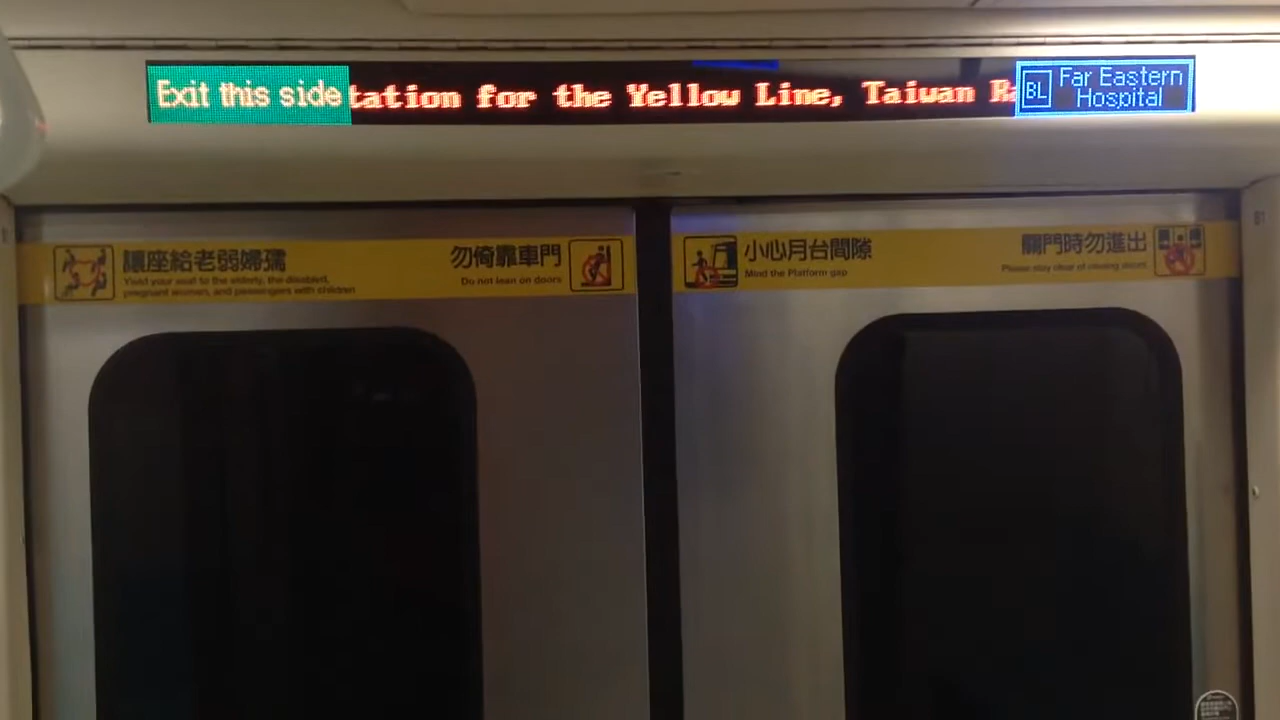 Exit this side
tation for the Yellow Line, Taiwan Ra
BL
Far Eastern
Hospital
讓座給老弱婦孺
Yield your seat to the elderly, the disabled,
pregnant women, and passengers with children
勿倚靠車門
Do not lean on doors
小心月台間隙
Mind the Platform gap
關門時勿進出
Please stay clear of closing doors